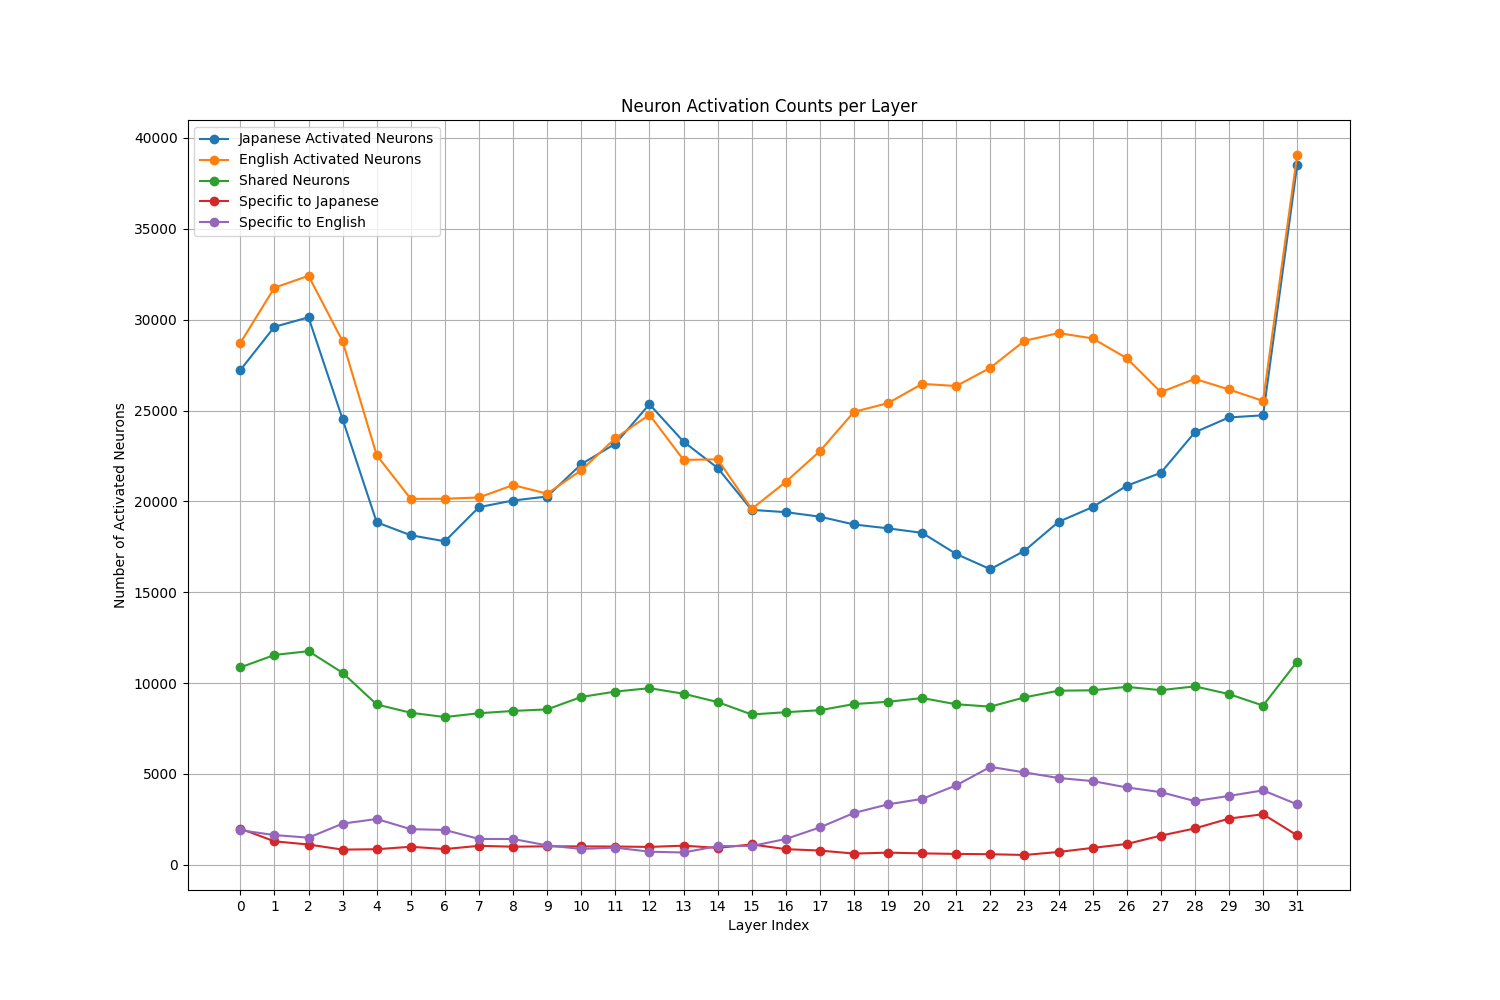 Neuron Activation Counts per Layer
Japanese Activated Neurons
English Activated Neurons
Shared Neurons
Specific to Japanese
Specific to English
Number of Activated Neurons
40000
35000
30000
25000
20000
15000
10000
5000
0
0 1 2 3 4 5 6 7 8 9 10 11 12 13 14 15 16 17 18 19 20 21 22 23 24 25 26 27 28 29 30 31
Layer Index